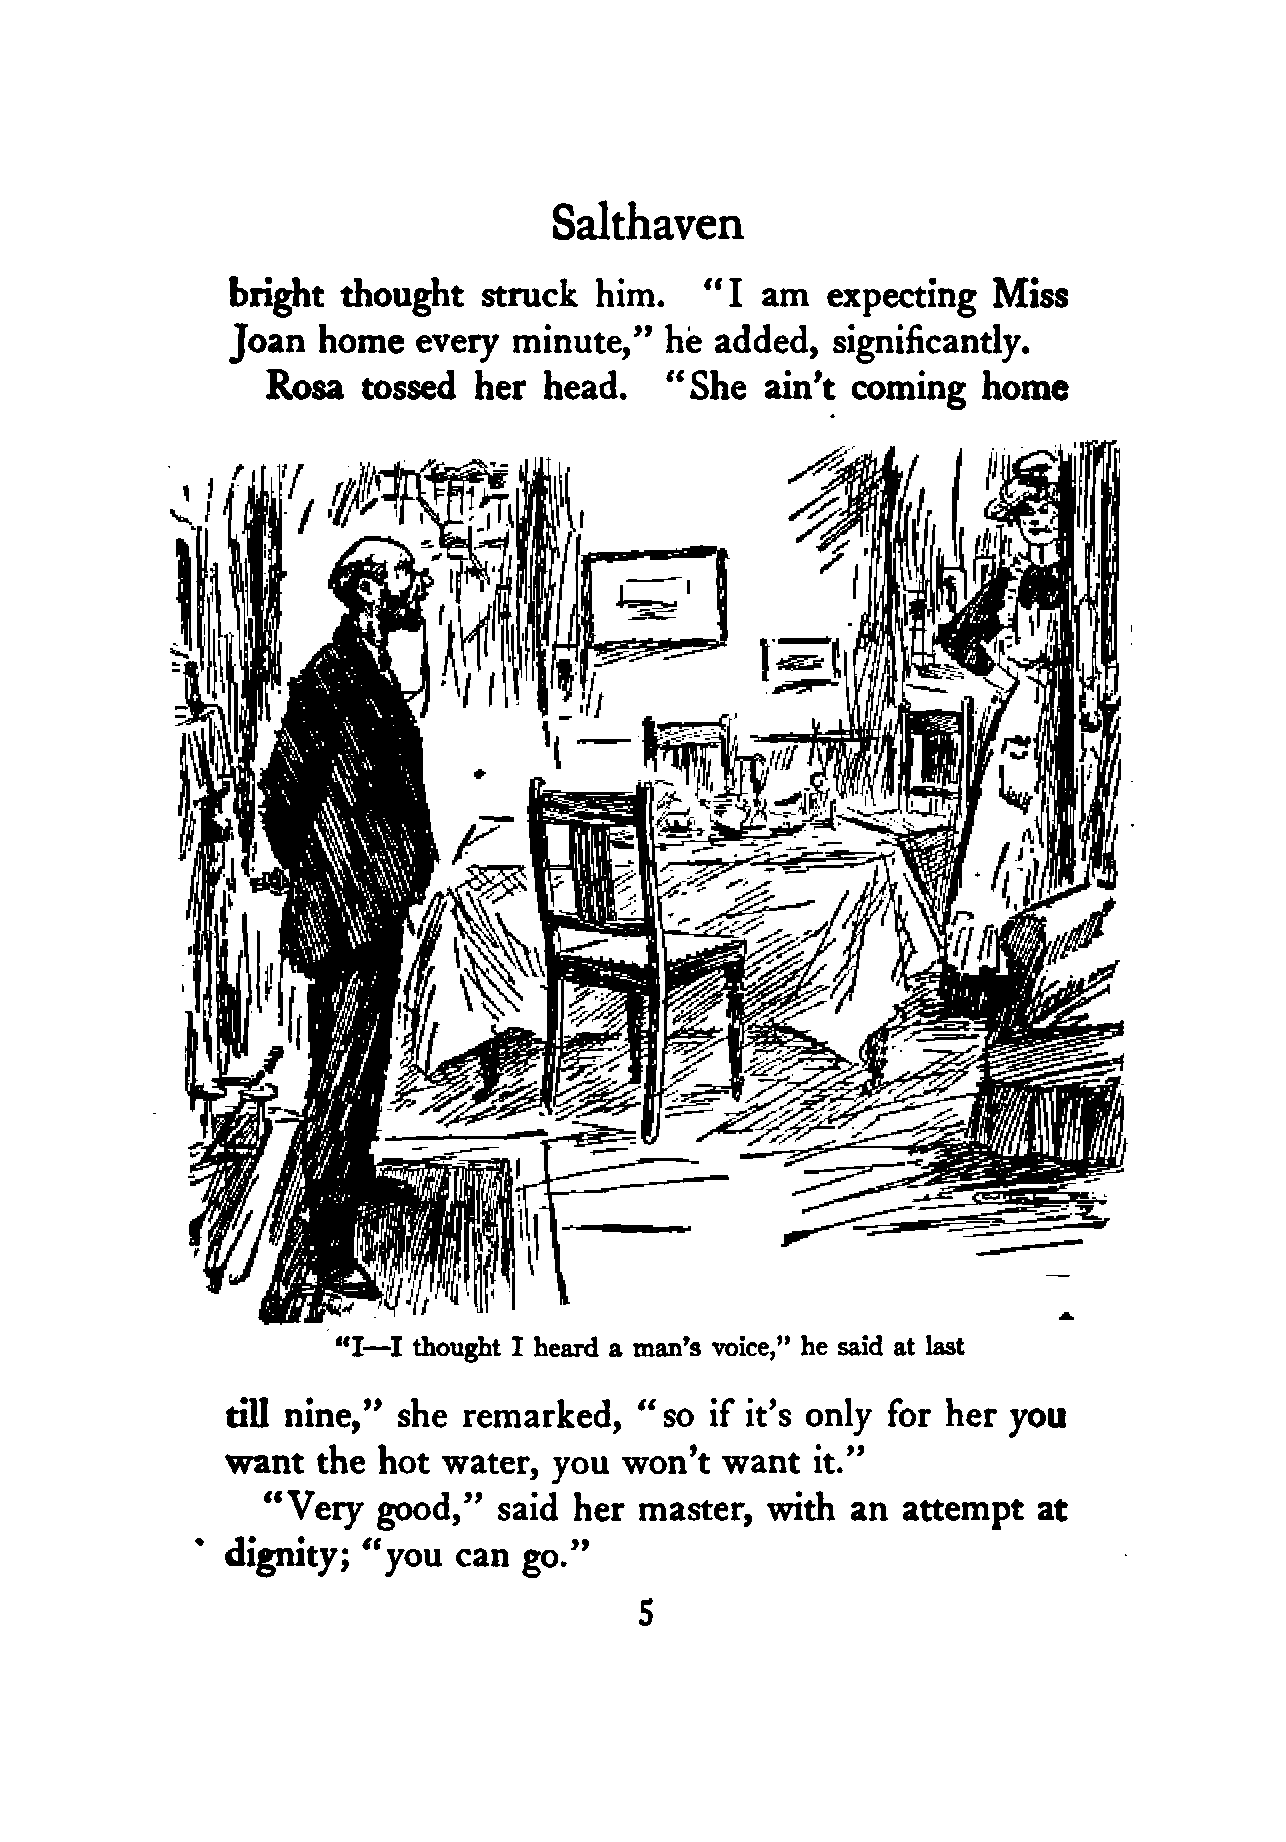 Salthaven
bright thought struck him. "I am expecting Miss
Joan home every minute," he added, significantly.
Rosa tossed her head. "She ain't coming home
"I—I thought I heard a man's voice," he said at last
till nine," she remarked, "so if it's only for her you
want the hot water, you won't want it."
"Very good," said her master, with an attempt at
dignity; "you can go."
5